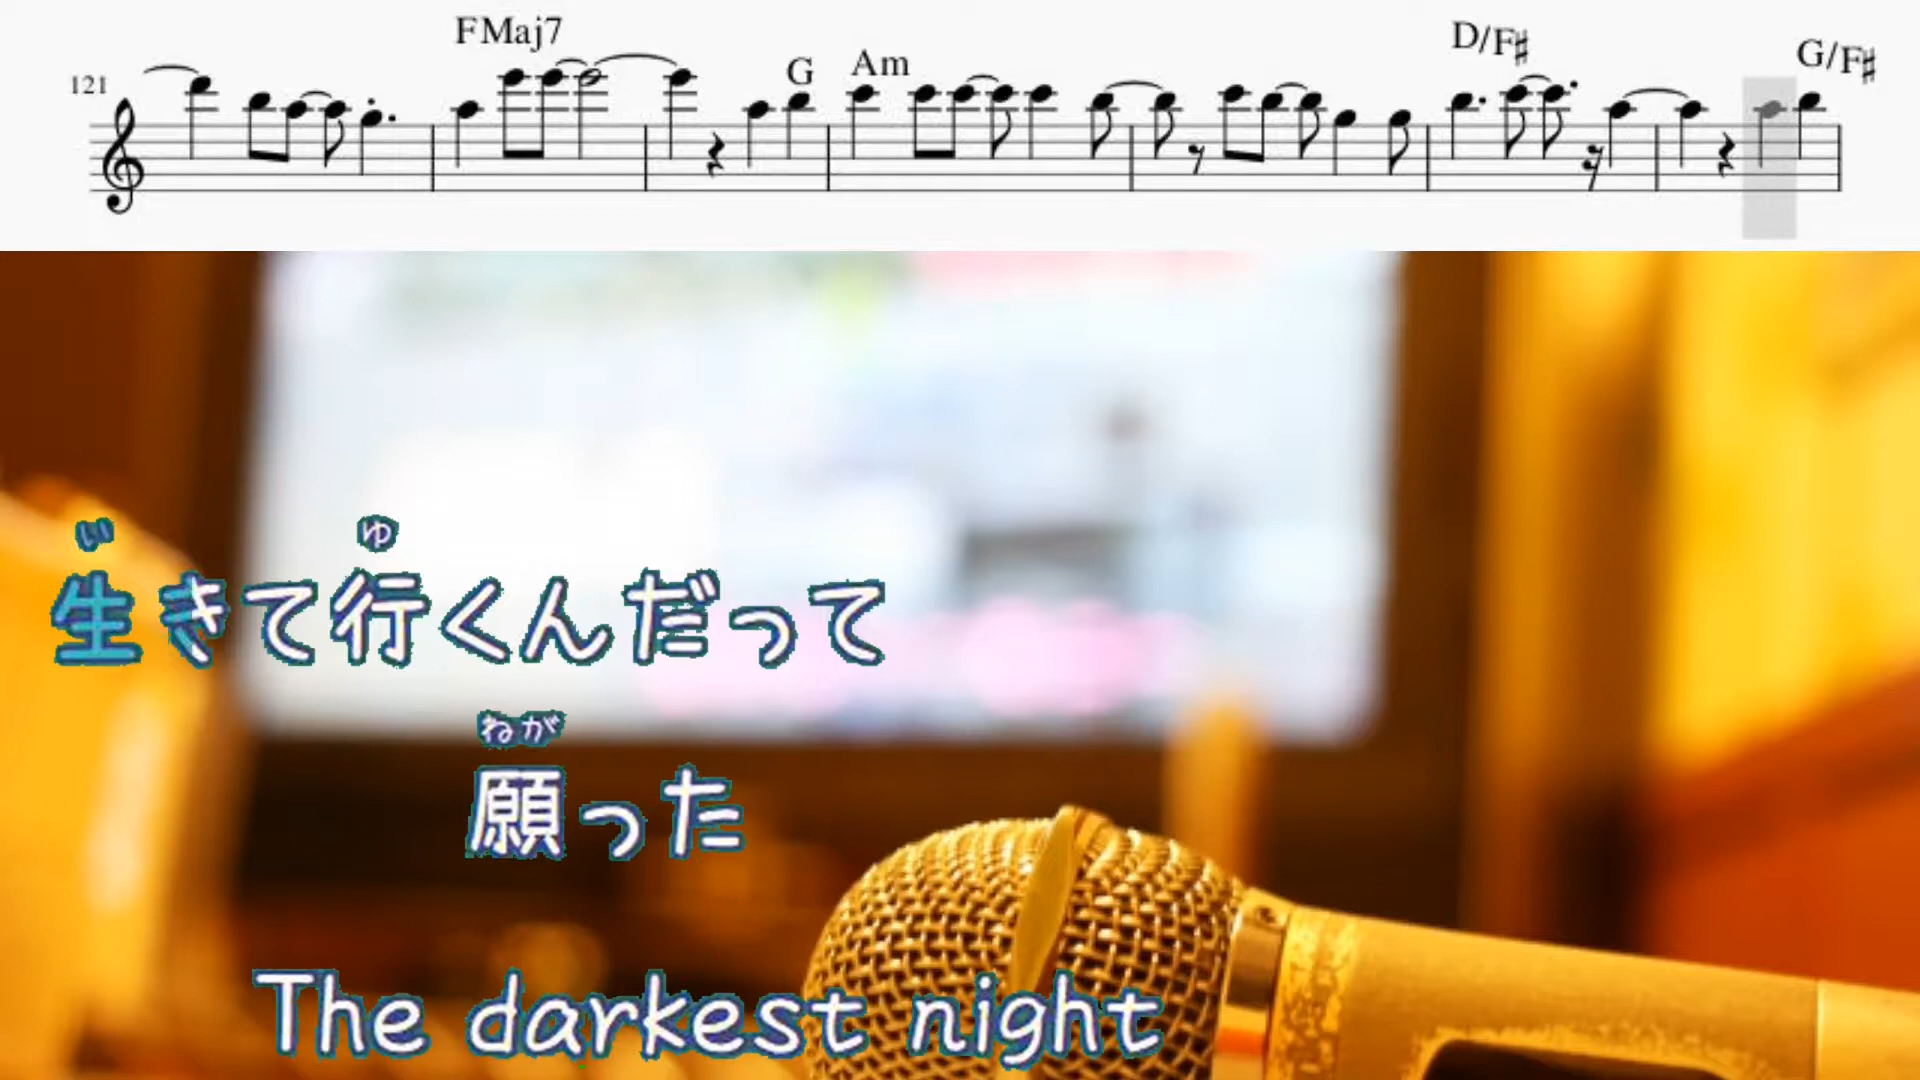 FMaj7 G Am D/F♯ G/F♯
121
い ゆ
生きて行くんだって
ねが
願った
The darkest night